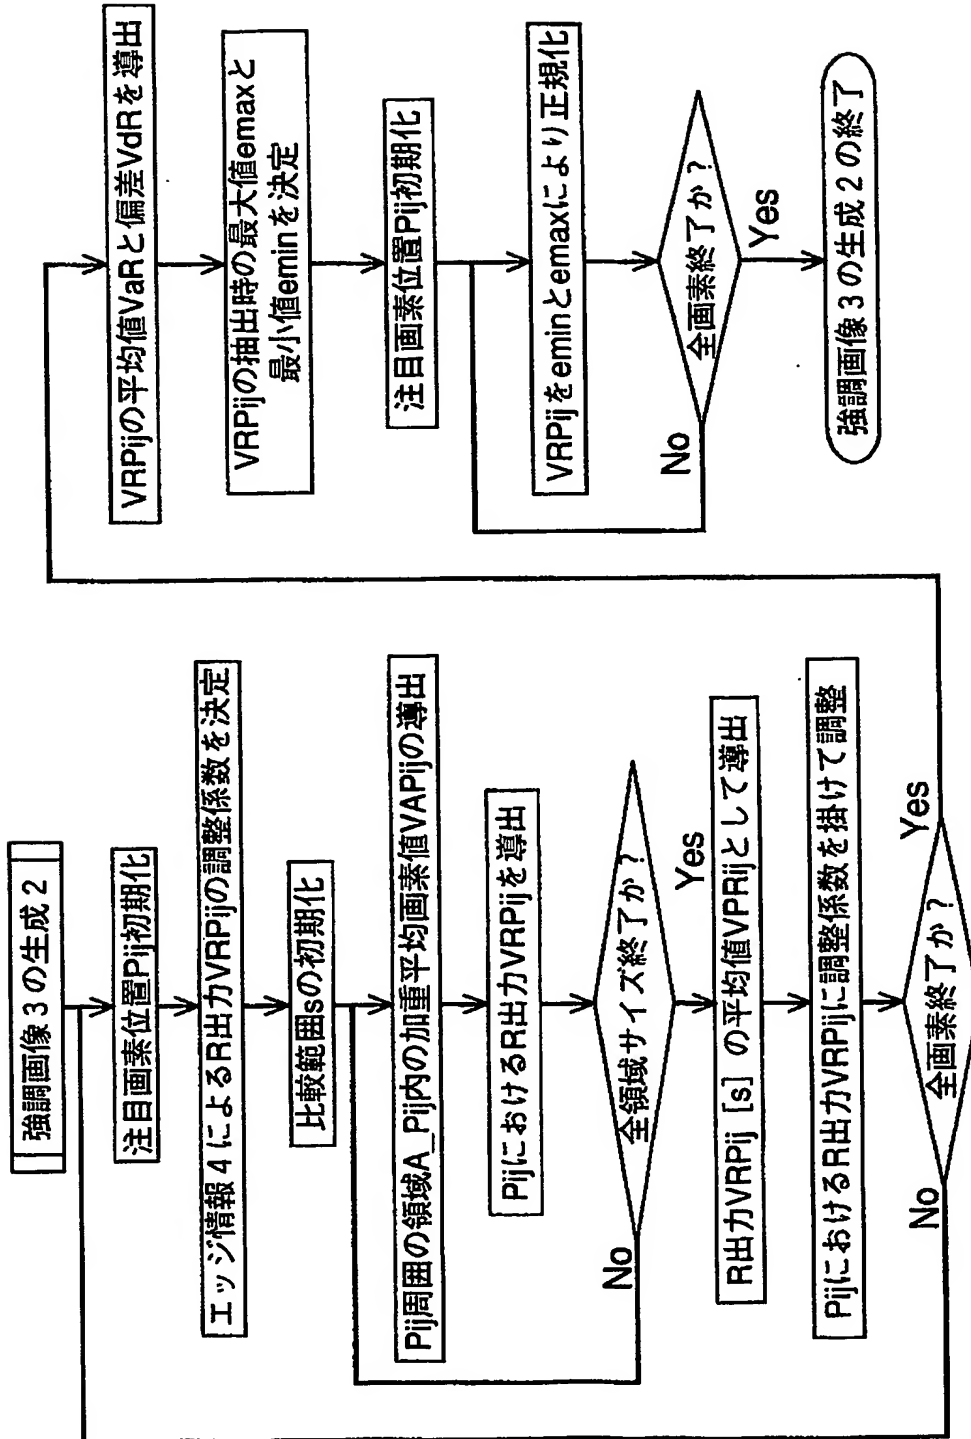 強調画像3の生成2
注目画素位置Pij初期化
エッジ情報4によるR出力VRPijの調整係数を決定
比較範囲sの初期化
Pij周囲の領域A_Pij内の加重平均画素値VAPijの導出
PijにおけるR出力VRPijを導出
全領域サイズ終了か?
No
Yes
R出力VRPij [s] の平均値VPRijとして導出
PijにおけるR出力VRPijに調整係数を掛けて調整
全画素終了か?
No
Yes
VRPijの平均値VaRと偏差VdRを導出
VRPijの抽出時の最大値emaxと
最小値eminを決定
注目画素位置Pij初期化
VRPijをeminとemaxにより正規化
全画素終了か?
No
Yes
強調画像3の生成2の終了